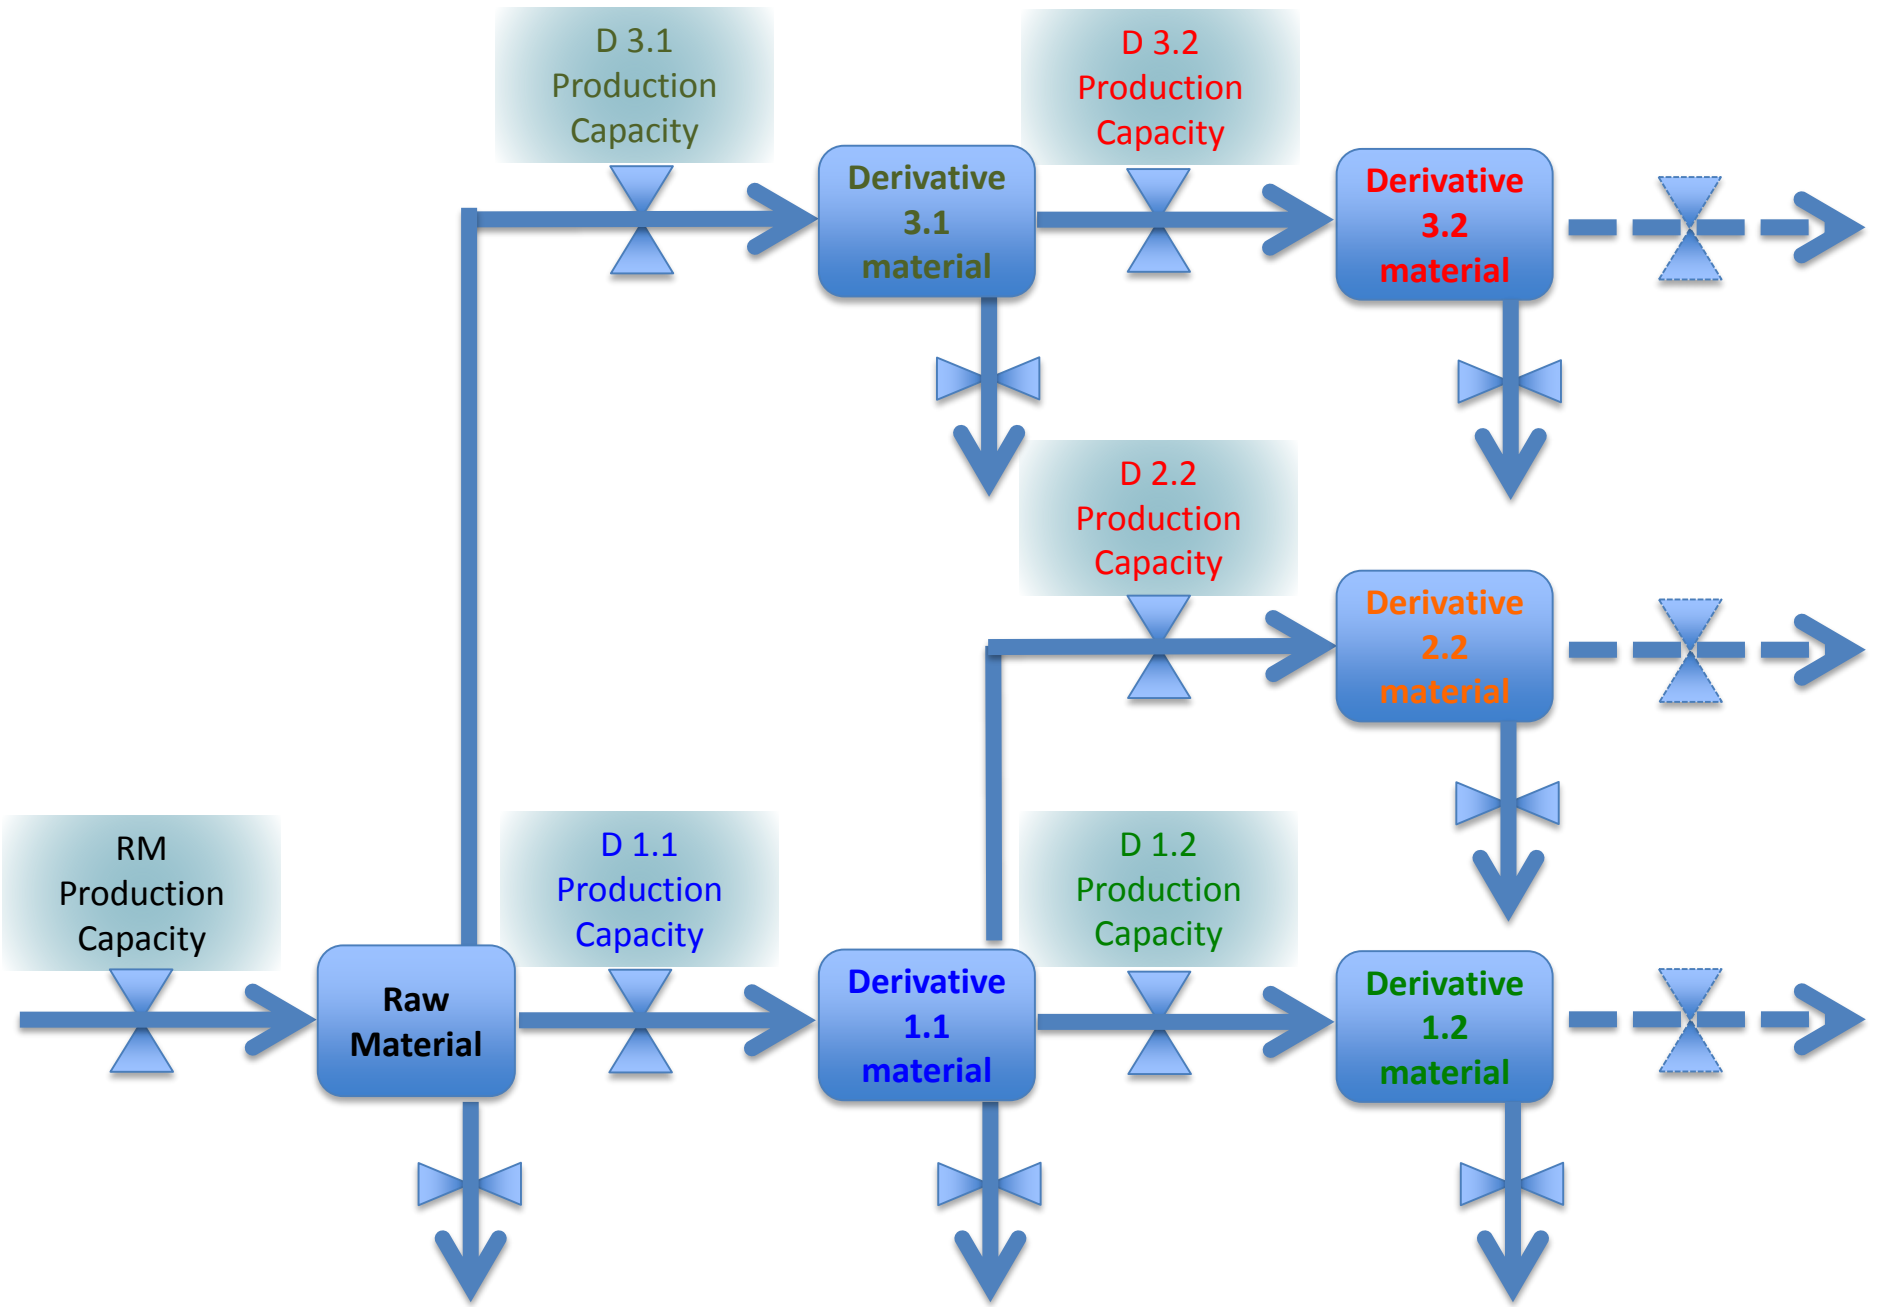 D 3.1
Production
Capacity
D 3.2
Production
Capacity
Derivative
3.1
material
Derivative
3.2
material
D 2.2
Production
Capacity
Derivative
2.2
material
RM
Production
Capacity
D 1.1
Production
Capacity
D 1.2
Production
Capacity
Raw
Material
Derivative
1.1
material
Derivative
1.2
material